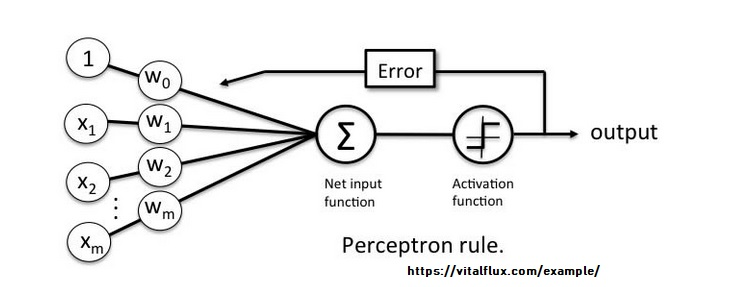 1
w0
Error
x1
w1
Σ
output
x2
w2
Net input
function
Activation
function
⋮
wm
xm
Perceptron rule.
https://vitalflux.com/example/